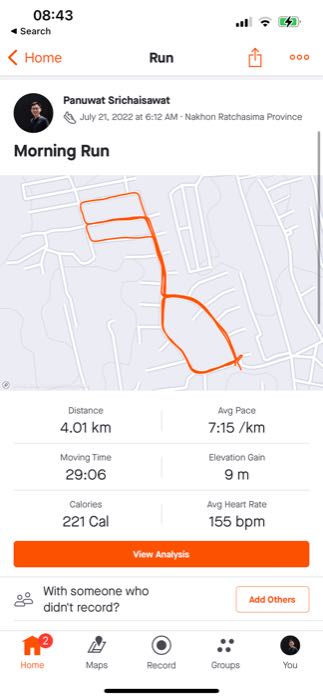 08:43
Search
Home
Run
Panuwat Srichaisawat
July 21, 2022 at 6:12 AM · Nakhon Ratchasima Province
Morning Run
Distance
4.01 km
Avg Pace
7:15 /km
Moving Time
29:06
Elevation Gain
9 m
Calories
221 Cal
Avg Heart Rate
155 bpm
View Analysis
With someone who
didn't record?
Add Others
2
Home
Maps
Record
Groups
You